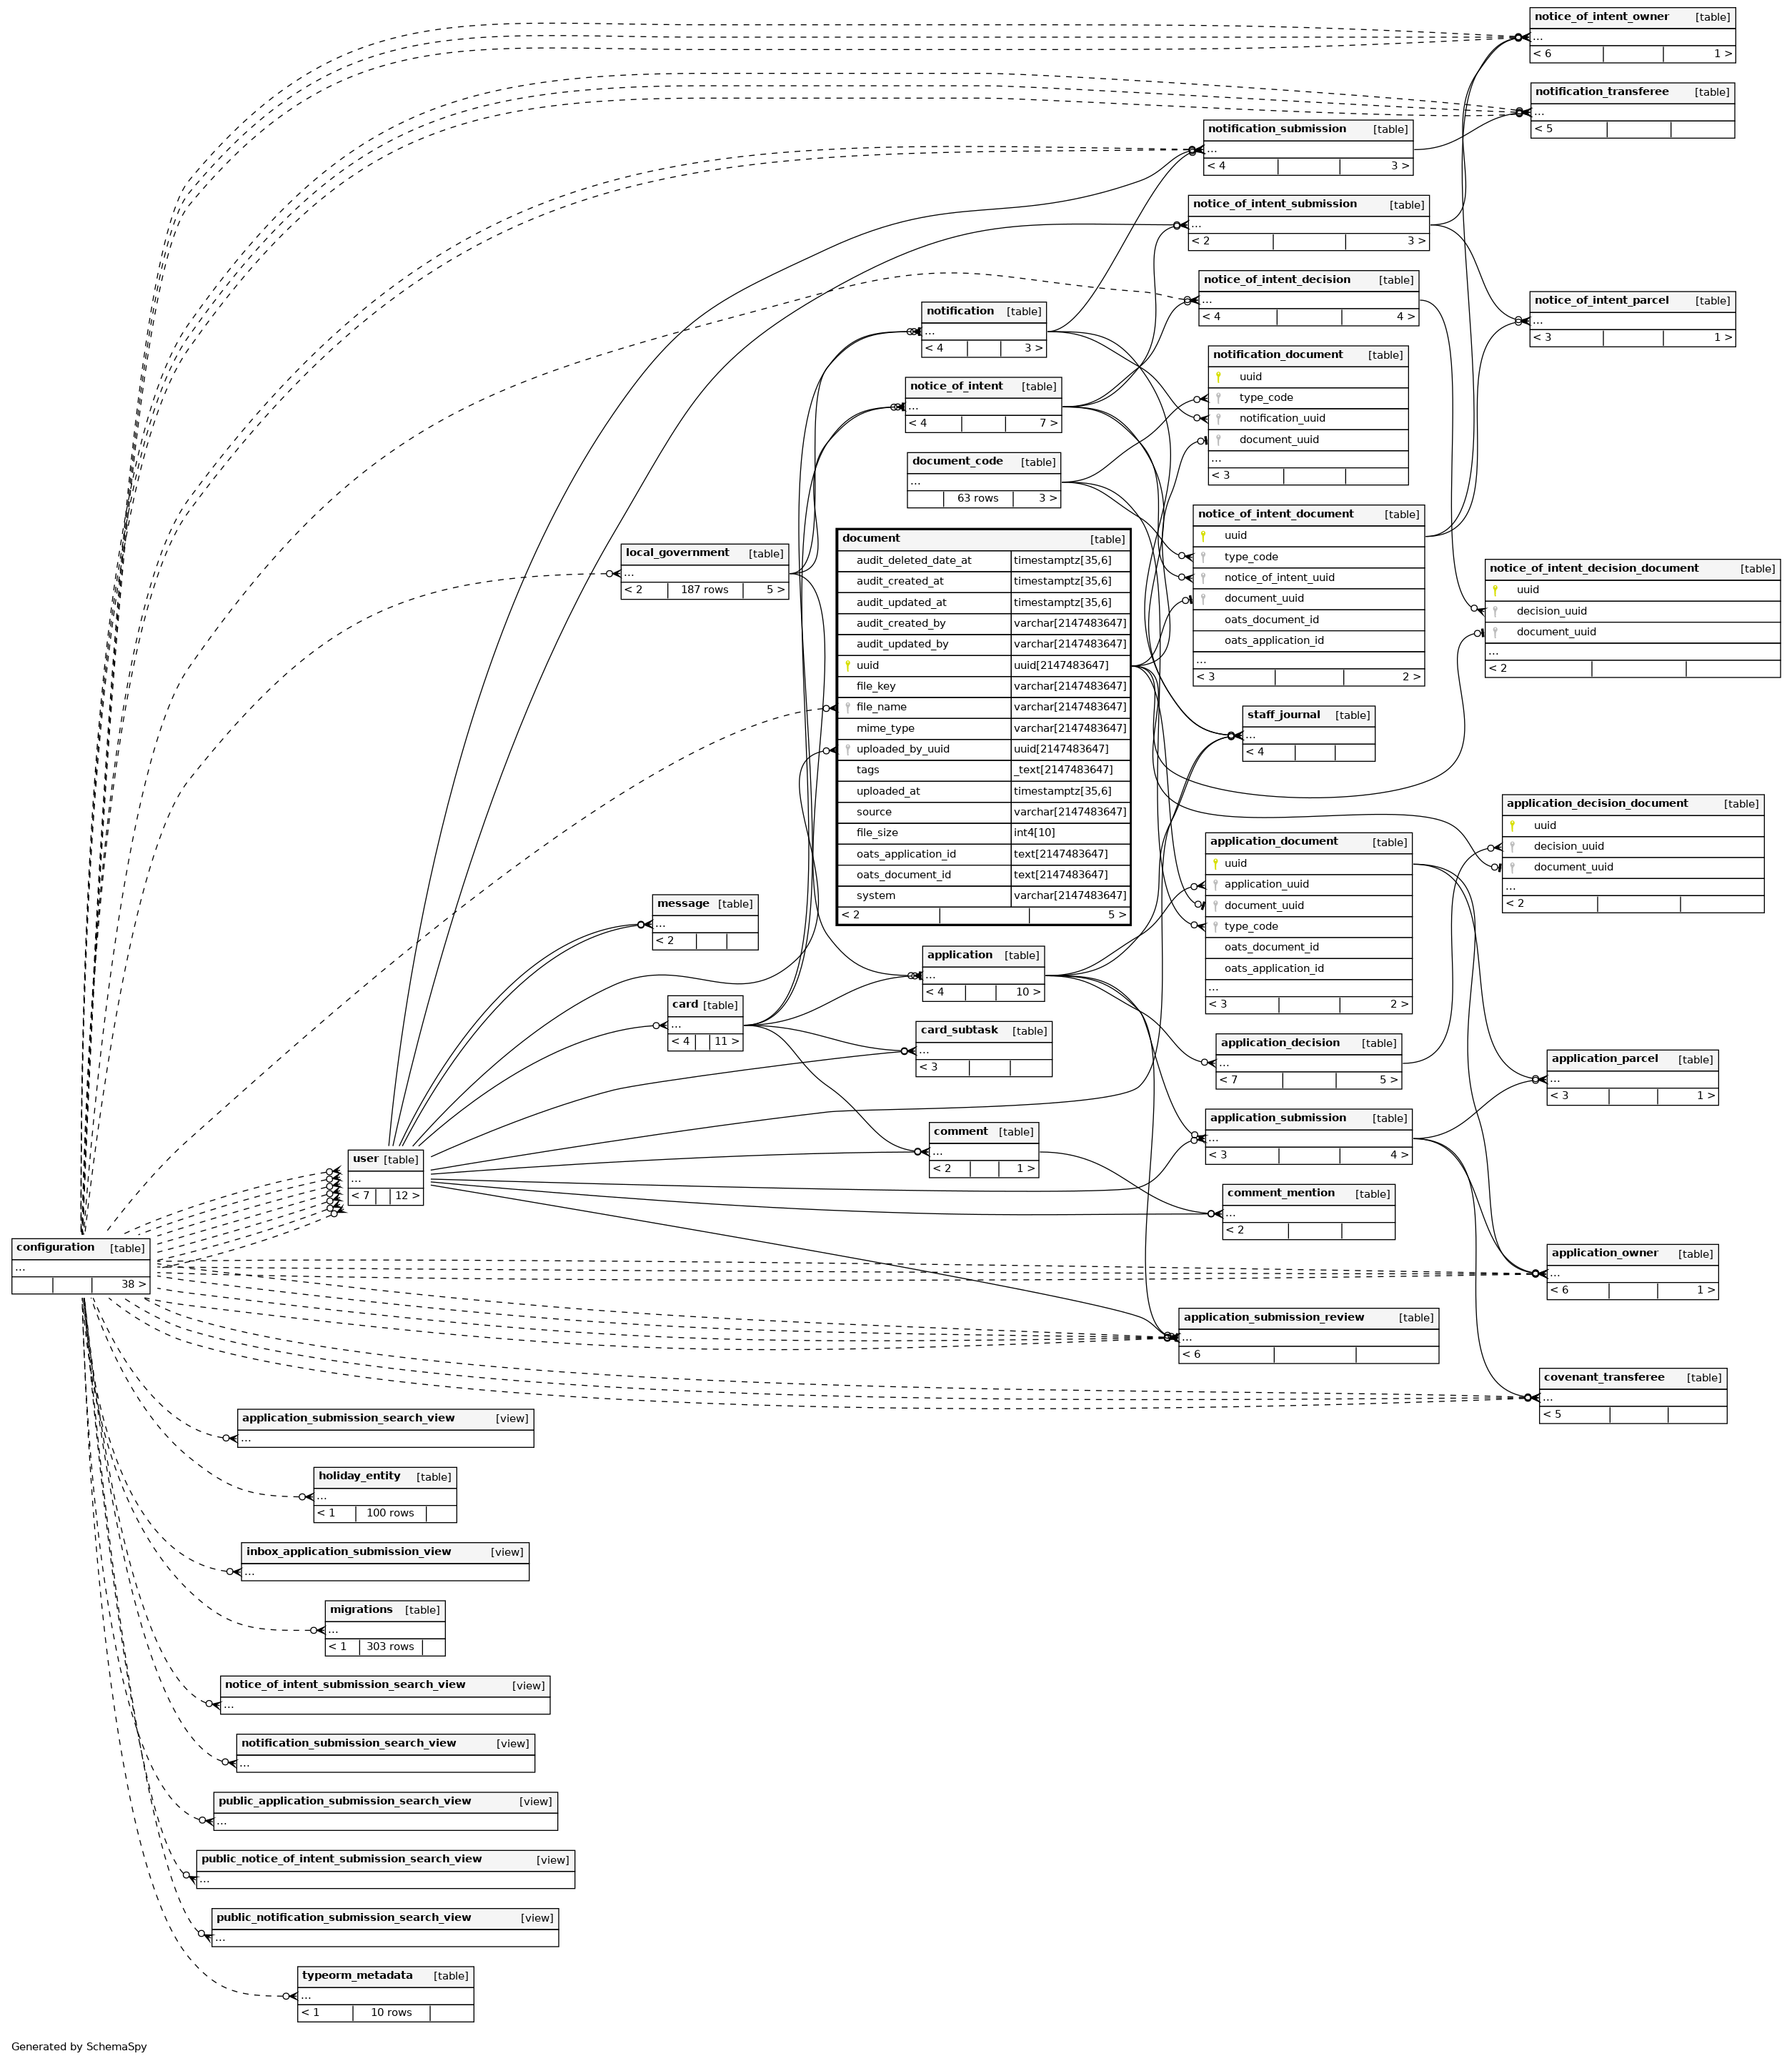 notice_of_intent_owner [table]
...
< 6 1 >
notification_transferee [table]
...
< 5
notification_submission [table]
...
< 4 3 >
notice_of_intent_submission [table]
...
< 2 3 >
notice_of_intent_decision [table]
...
< 4 4 >
notice_of_intent_parcel [table]
...
< 3 1 >
notification [table]
...
< 4 3 >
notification_document [table]
uuid
type_code
notification_uuid
document_uuid
...
< 3
notice_of_intent [table]
...
< 4 7 >
document_code [table]
...
63 rows 3 >
notice_of_intent_document [table]
uuid
type_code
notice_of_intent_uuid
document_uuid
oats_document_id
oats_application_id
...
< 3 2 >
document [table]
audit_deleted_date_at timestamptz[35,6]
audit_created_at timestamptz[35,6]
audit_updated_at timestamptz[35,6]
audit_created_by varchar[2147483647]
audit_updated_by varchar[2147483647]
uuid uuid[2147483647]
file_key varchar[2147483647]
file_name varchar[2147483647]
mime_type varchar[2147483647]
uploaded_by_uuid uuid[2147483647]
tags _text[2147483647]
uploaded_at timestamptz[35,6]
source varchar[2147483647]
file_size int4[10]
oats_application_id text[2147483647]
oats_document_id text[2147483647]
system varchar[2147483647]
< 2 5 >
local_government [table]
...
< 2 187 rows 5 >
notice_of_intent_decision_document [table]
uuid
decision_uuid
document_uuid
...
< 2
staff_journal [table]
...
< 4
application_decision_document [table]
uuid
decision_uuid
document_uuid
...
< 2
application_document [table]
uuid
application_uuid
document_uuid
type_code
oats_document_id
oats_application_id
...
< 3 2 >
message [table]
...
< 2
application [table]
...
< 4 10 >
card [table]
...
< 4 11 >
card_subtask [table]
...
< 3
application_decision [table]
...
< 7 5 >
application_parcel [table]
...
< 3 1 >
application_submission [table]
...
< 3 4 >
comment [table]
...
< 2 1 >
user [table]
...
< 7 12 >
comment_mention [table]
...
< 2
configuration [table]
...
38 >
application_owner [table]
...
< 6 1 >
application_submission_review [table]
...
< 6
covenant_transferee [table]
...
< 5
application_submission_search_view [view]
...
holiday_entity [table]
...
< 1 100 rows
inbox_application_submission_view [view]
...
migrations [table]
...
< 1 303 rows
notice_of_intent_submission_search_view [view]
...
notification_submission_search_view [view]
...
public_application_submission_search_view [view]
...
public_notice_of_intent_submission_search_view [view]
...
public_notification_submission_search_view [view]
...
typeorm_metadata [table]
...
< 1 10 rows
Generated by SchemaSpy